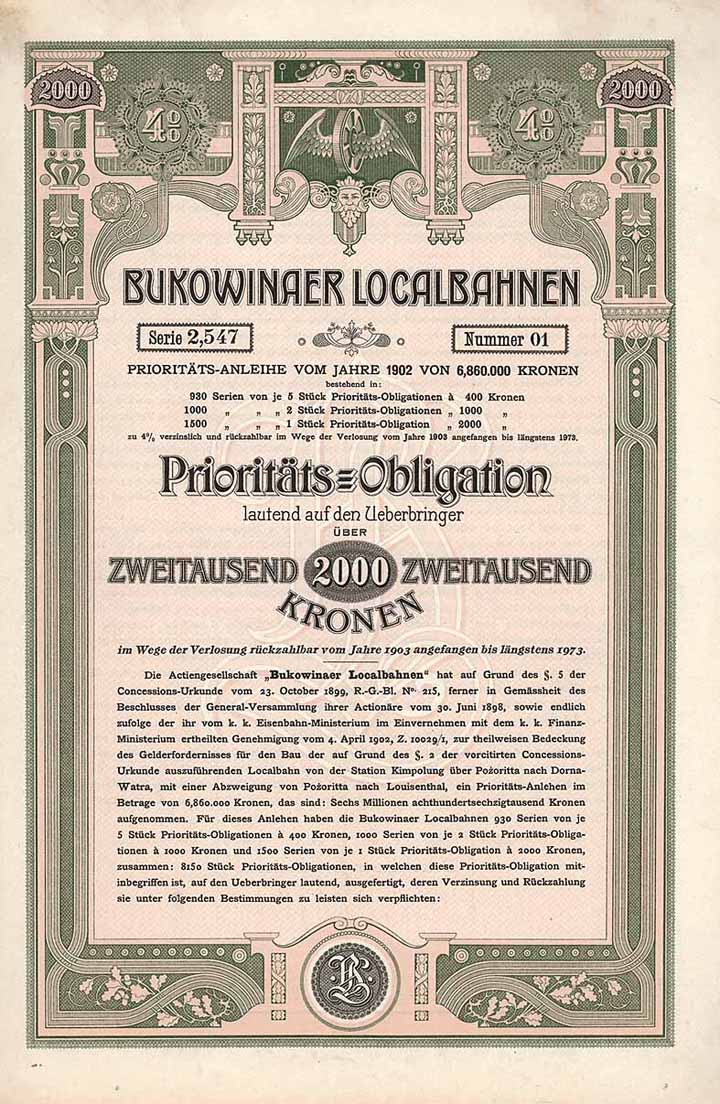 2000 4% 4% 2000
BUKOWINAER LOCALBAHNEN
Serie 2,547 Nummer 01
PRIORITÄTS-ANLEIHE VOM JAHRE 1902 VON 6,860.000 KRONEN
bestehend in:
930 Serien von je 5 Stück Prioritäts-Obligationen à 400 Kronen
1000 „ „ „ 2 Stück Prioritäts-Obligationen „ 1000 „
1500 „ „ „ 1 Stück Prioritäts-Obligation „ 2000 „
zu 4% verzinslich und rückzahlbar im Wege der Verlosung vom Jahre 1903 angefangen bis längstens 1973.
Prioritäts-Obligation
lautend auf den Ueberbringer
ÜBER
ZWEITAUSEND 2000 ZWEITAUSEND
KRONEN
im Wege der Verlosung rückzahlbar vom Jahre 1903 angefangen bis längstens 1973.
Die Actiengesellschaft „Bukowinaer Localbahnen“ hat auf Grund des §. 5 der
Concessions-Urkunde vom 23. October 1899, R.-G.-Bl. No. 215, ferner in Gemässheit des
Beschlusses der General-Versammlung ihrer Actionäre vom 30. Juni 1898, sowie endlich
zufolge der ihr vom k. k. Eisenbahn-Ministerium im Einvernehmen mit dem k. k. Finanz-
Ministerium ertheilten Genehmigung vom 4. April 1902, Z. 10029/1, zur theilweisen Bedeckung
des Gelderfordernisses für den Bau der auf Grund des §. 2 der vorcitirten Concessions-
Urkunde auszuführenden Localbahn von der Station Kimpolung über Pożoritta nach Dorna-
Watra, mit einer Abzweigung von Pożoritta nach Louisenthal, ein Prioritäts-Anlehen im
Betrage von 6,860.000 Kronen, das sind: Sechs Millionen achthundertsechzigtausend Kronen
aufgenommen. Für dieses Anlehen haben die Bukowinaer Localbahnen 930 Serien von je
5 Stück Prioritäts-Obligationen à 400 Kronen, 1000 Serien von je 2 Stück Prioritäts-Obliga-
tionen à 1000 Kronen und 1500 Serien von je 1 Stück Prioritäts-Obligation à 2000 Kronen,
zusammen: 8150 Stück Prioritäts-Obligationen, in welchen diese Prioritäts-Obligation mit-
inbegriffen ist, auf den Ueberbringer lautend, ausgefertigt, deren Verzinsung und Rückzahlung
sie unter folgenden Bestimmungen zu leisten sich verpflichten:
B